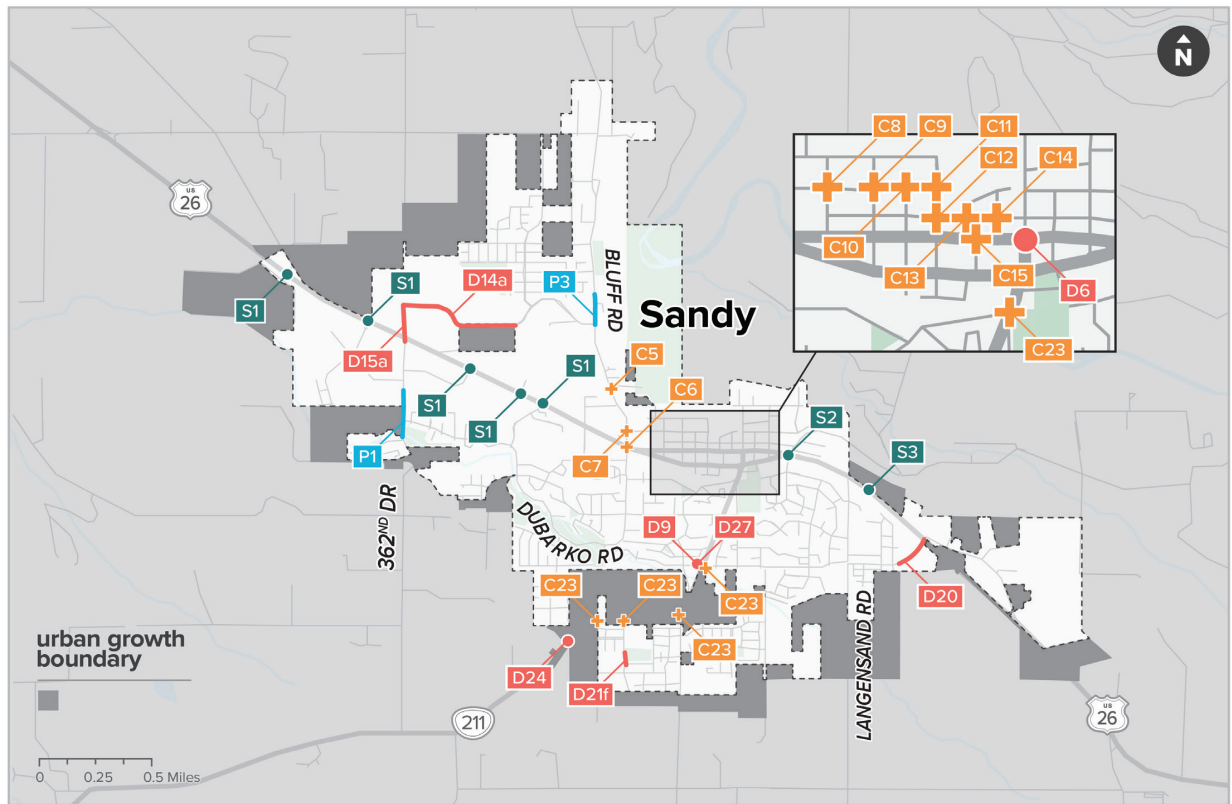 N
C8
C9
C11
C12
C14
US
26
C10
C13
C15
D6
C23
S1
S1
D14a
P3
BLUFF RD
Sandy
D15a
S1
C5
C6
S1
S1
S2
P1
C7
S3
362ND DR
DUBARKO RD
D9
D27
C23
C23
C23
C23
D20
urban growth
boundary
D24
D21f
LANGENSAND RD
211
US
26
0
0.25
0.5 Miles